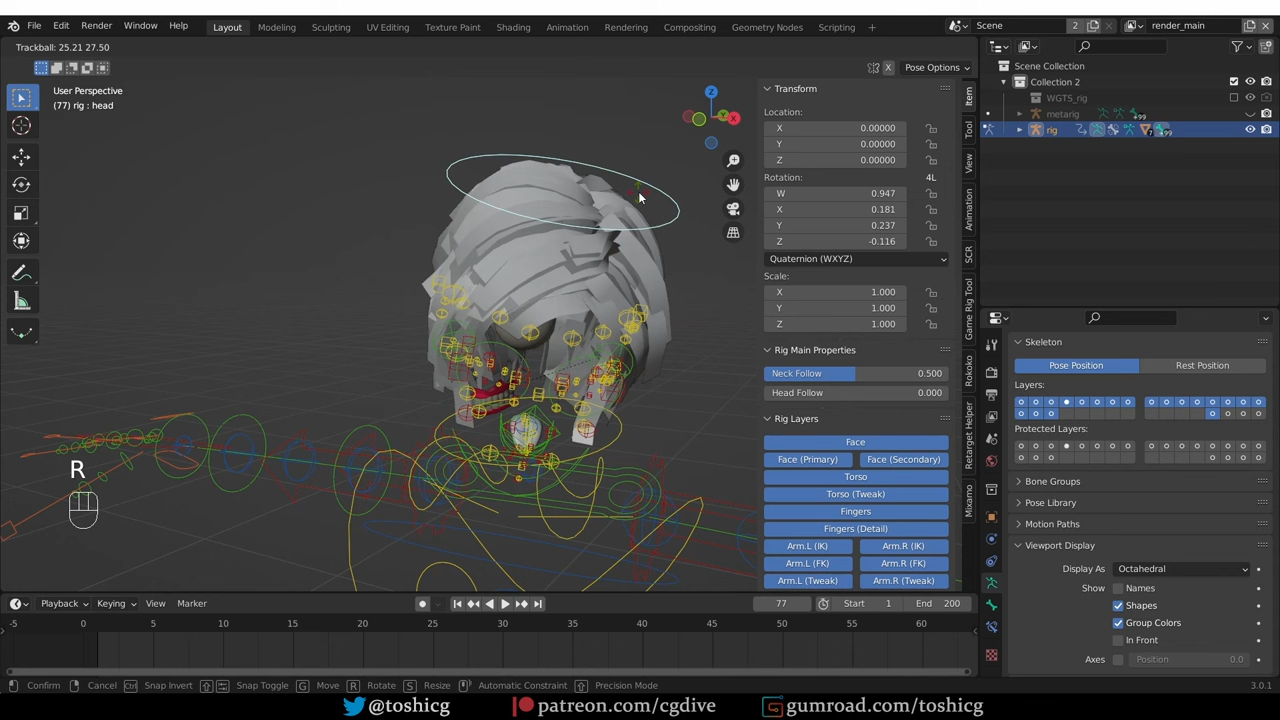 File Edit Render Window Help Layout Modeling Sculpting UV Editing Texture Paint Shading Animation Rendering Compositing Geometry Nodes Scripting + Scene 2 render_main
Trackball: 25.21 27.50
X Pose Options
User Perspective
(77) rig : head
Z
Y
X
Transform
Location:
X 0.00000
Y 0.00000
Z 0.00000
Rotation: 4L
W 0.947
X 0.181
Y 0.237
Z -0.116
Quaternion (WXYZ)
Scale:
X 1.000
Y 1.000
Z 1.000
Rig Main Properties
Neck Follow 0.500
Head Follow 0.000
Rig Layers
Face
Face (Primary) Face (Secondary)
Torso
Torso (Tweak)
Fingers
Fingers (Detail)
Arm.L (IK) Arm.R (IK)
Arm.L (FK) Arm.R (FK)
Arm.L (Tweak) Arm.R (Tweak)
Item
Tool
View
Animation
SCR
Game Rig Tool
Rokoko
Retarget Helper
Mixamo
Scene Collection
Collection 2
WGTS_rig
metarig 99
rig 7 99
Skeleton
Pose Position Rest Position
Layers:
Protected Layers:
Bone Groups
Pose Library
Motion Paths
Viewport Display
Display As Octahedral
Show Names
Shapes
Group Colors
In Front
Axes Position 0.0
R
Playback Keying View Marker 77 Start 1 End 200
-5 0 5 10 15 20 25 30 35 40 45 50 55 60
Confirm Cancel Ctrl Snap Invert Snap Toggle G Move R Rotate S Resize Automatic Constraint Precision Mode 3.0.1
@toshicg patreon.com/cgdive gumroad.com/toshicg